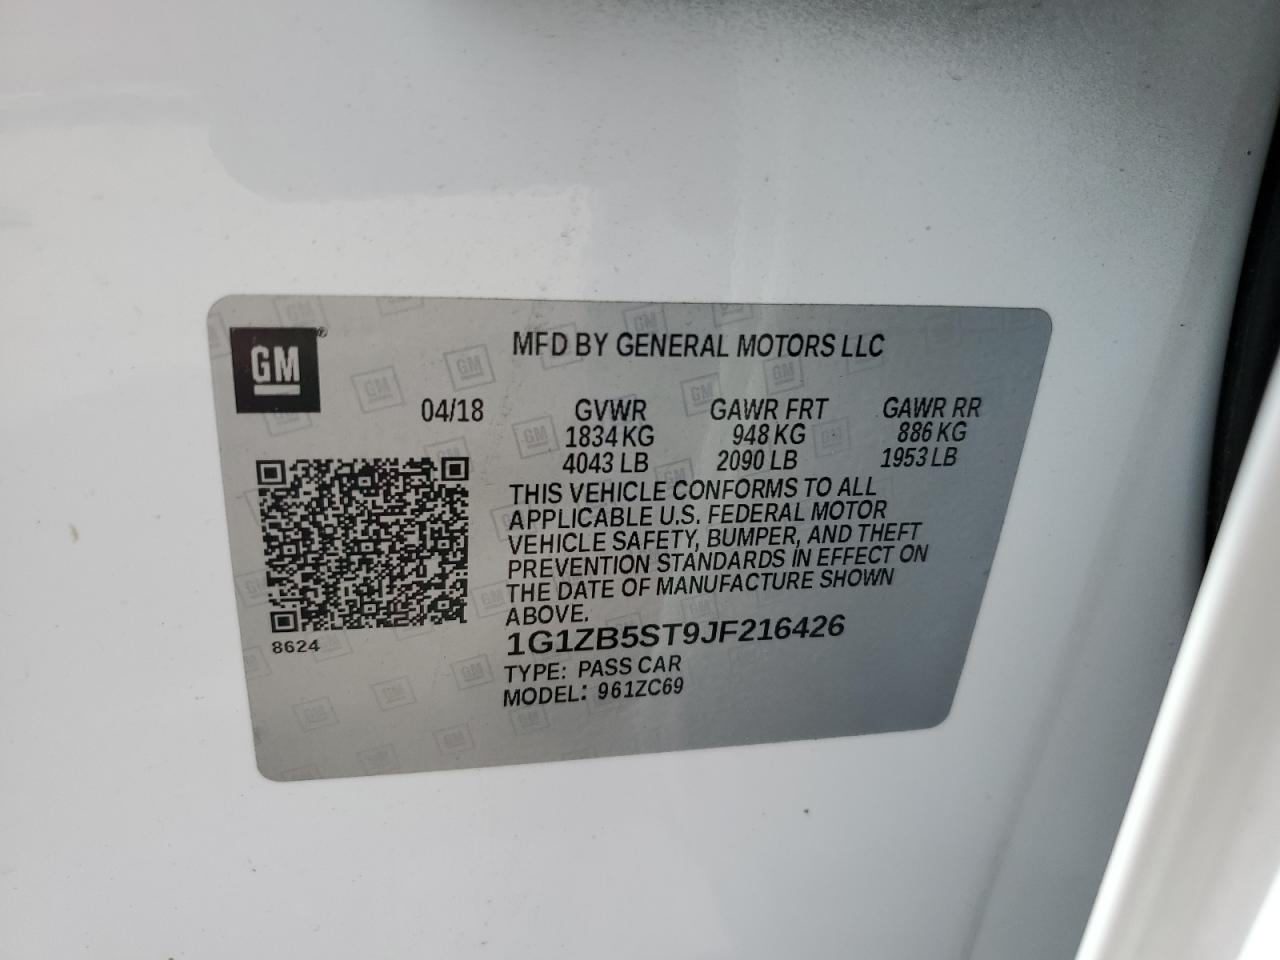 GM®
MFD BY GENERAL MOTORS LLC
04/18 GVWR GAWR FRT GAWR RR
1834 KG 948 KG 886 KG
4043 LB 2090 LB 1953 LB
THIS VEHICLE CONFORMS TO ALL
APPLICABLE U.S. FEDERAL MOTOR
VEHICLE SAFETY, BUMPER, AND THEFT
PREVENTION STANDARDS IN EFFECT ON
THE DATE OF MANUFACTURE SHOWN
ABOVE.
8624
1G1ZB5ST9JF216426
TYPE: PASS CAR
MODEL: 961ZC69